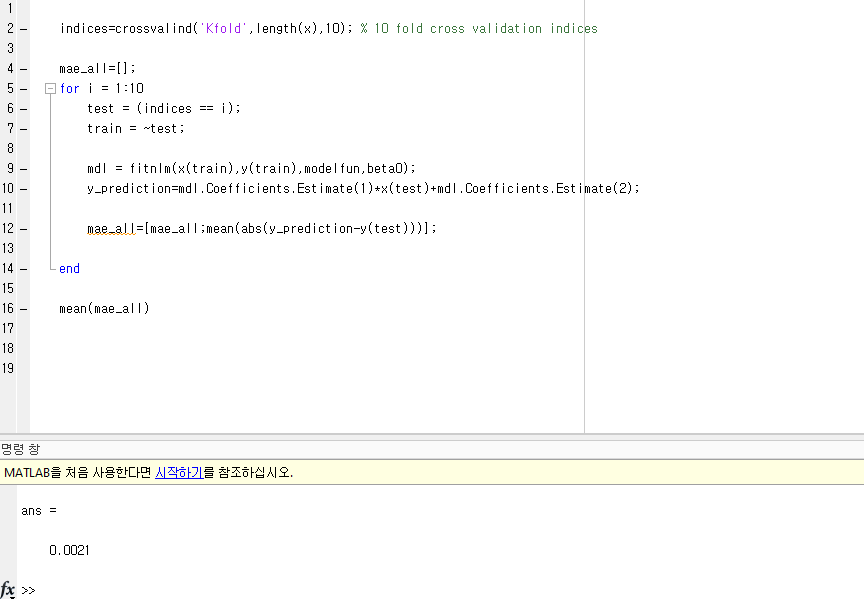 1
2 – indices=crossvalind('Kfold',length(x),10); % 10 fold cross validation indices
3
4 – mae_all=[];
5 – for i = 1:10
6 – test = (indices == i);
7 – train = ~test;
8
9 – mdl = fitnlm(x(train),y(train),modelfun,beta0);
10 – y_prediction=mdl.Coefficients.Estimate(1)*x(test)+mdl.Coefficients.Estimate(2);
11
12 – mae_all=[mae_all;mean(abs(y_prediction-y(test)))];
13
14 – end
15
16 – mean(mae_all)
17
18
19
명령 창
MATLAB을 처음 사용한다면 시작하기를 참조하십시오.
ans =
0.0021
fx >>